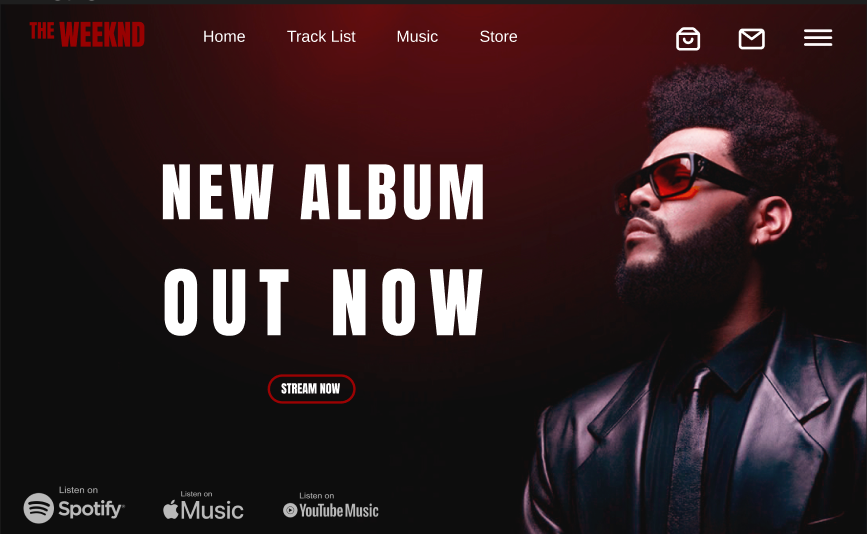 THE WEEKND
Home Track List Music Store
NEW ALBUM
OUT NOW
STREAM NOW
Listen on
Spotify
Listen on
Music
Listen on
YouTube Music